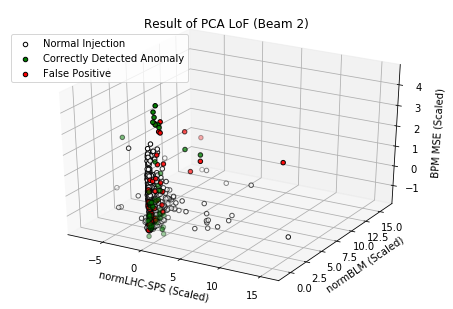 Result of PCA LoF (Beam 2)
Normal Injection
Correctly Detected Anomaly
False Positive
4
3
2
1
0
−1
BPM MSE (Scaled)
−5
0
5
10
15
normLHC-SPS (Scaled)
0.0
2.5
5.0
7.5
10.0
12.5
15.0
normBLM (Scaled)